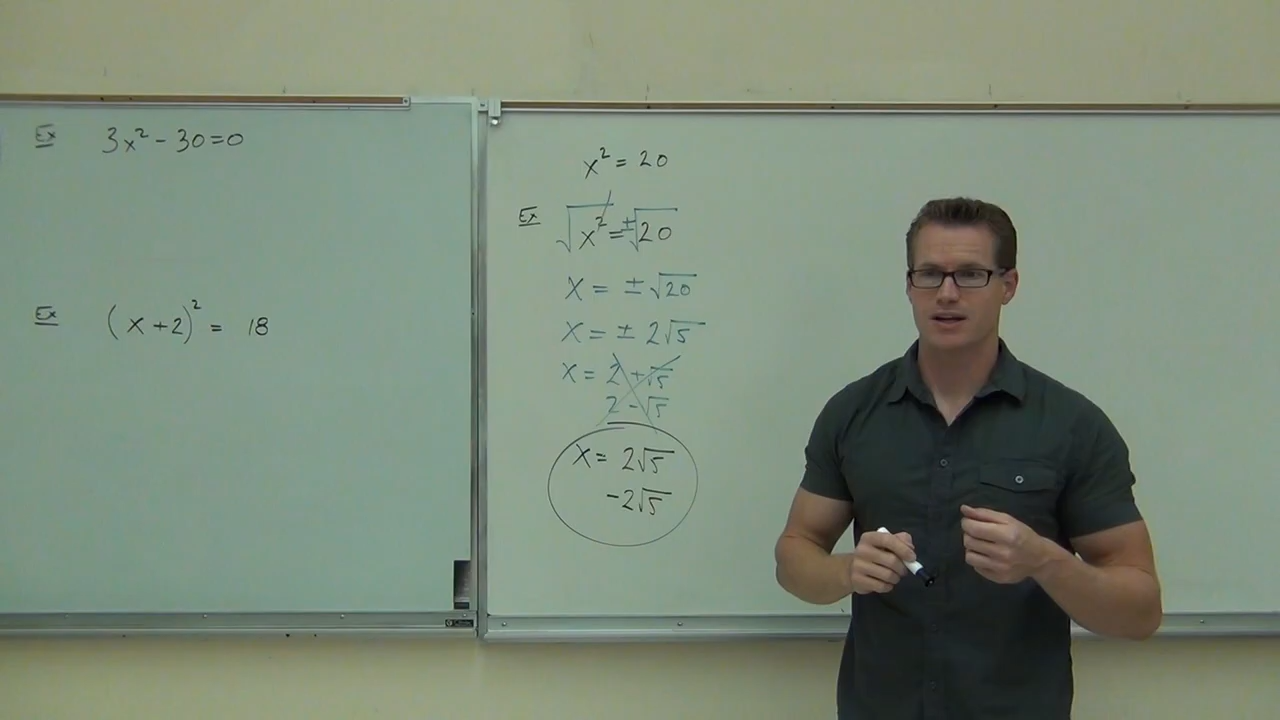 Ex 3x² - 30 = 0
Ex (x + 2)² = 18
x² = 20
Ex √x² = ±√20
x = ± √20
x = ± 2√5
x = 2 + √5
2 - √5
x = 2√5
-2√5